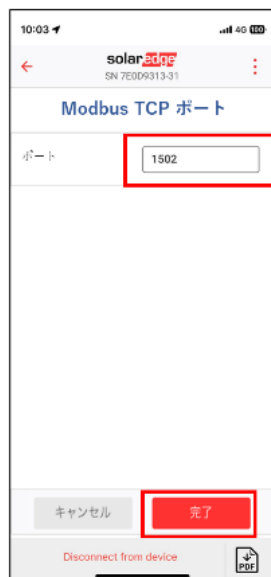 10:03
4G 100
solaredge
SN 7E0D9313-31
Modbus TCP ポート
ポート
1502
キャンセル
完了
Disconnect from device
PDF